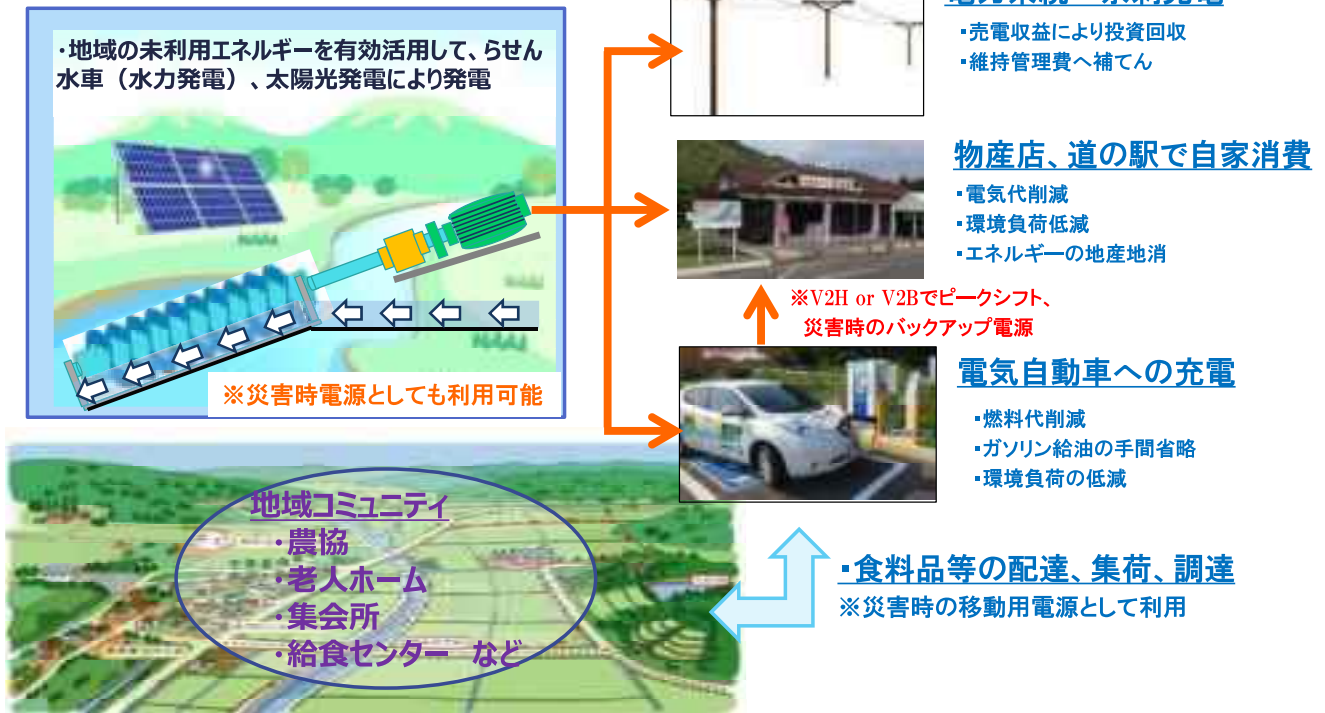 ・地域の未利用エネルギーを有効活用して、らせん
水車（水力発電）、太陽光発電により発電
※災害時電源としても利用可能
▪売電収益により投資回収
▪維持管理費へ補てん
物産店、道の駅で自家消費
▪電気代削減
▪環境負荷低減
▪エネルギーの地産地消
※V2H or V2Bでピークシフト、
災害時のバックアップ電源
電気自動車への充電
▪燃料代削減
▪ガソリン給油の手間省略
▪環境負荷の低減
地域コミュニティ
・農協
・老人ホーム
・集会所
・給食センター　など
▪食料品等の配達、集荷、調達
※災害時の移動用電源として利用